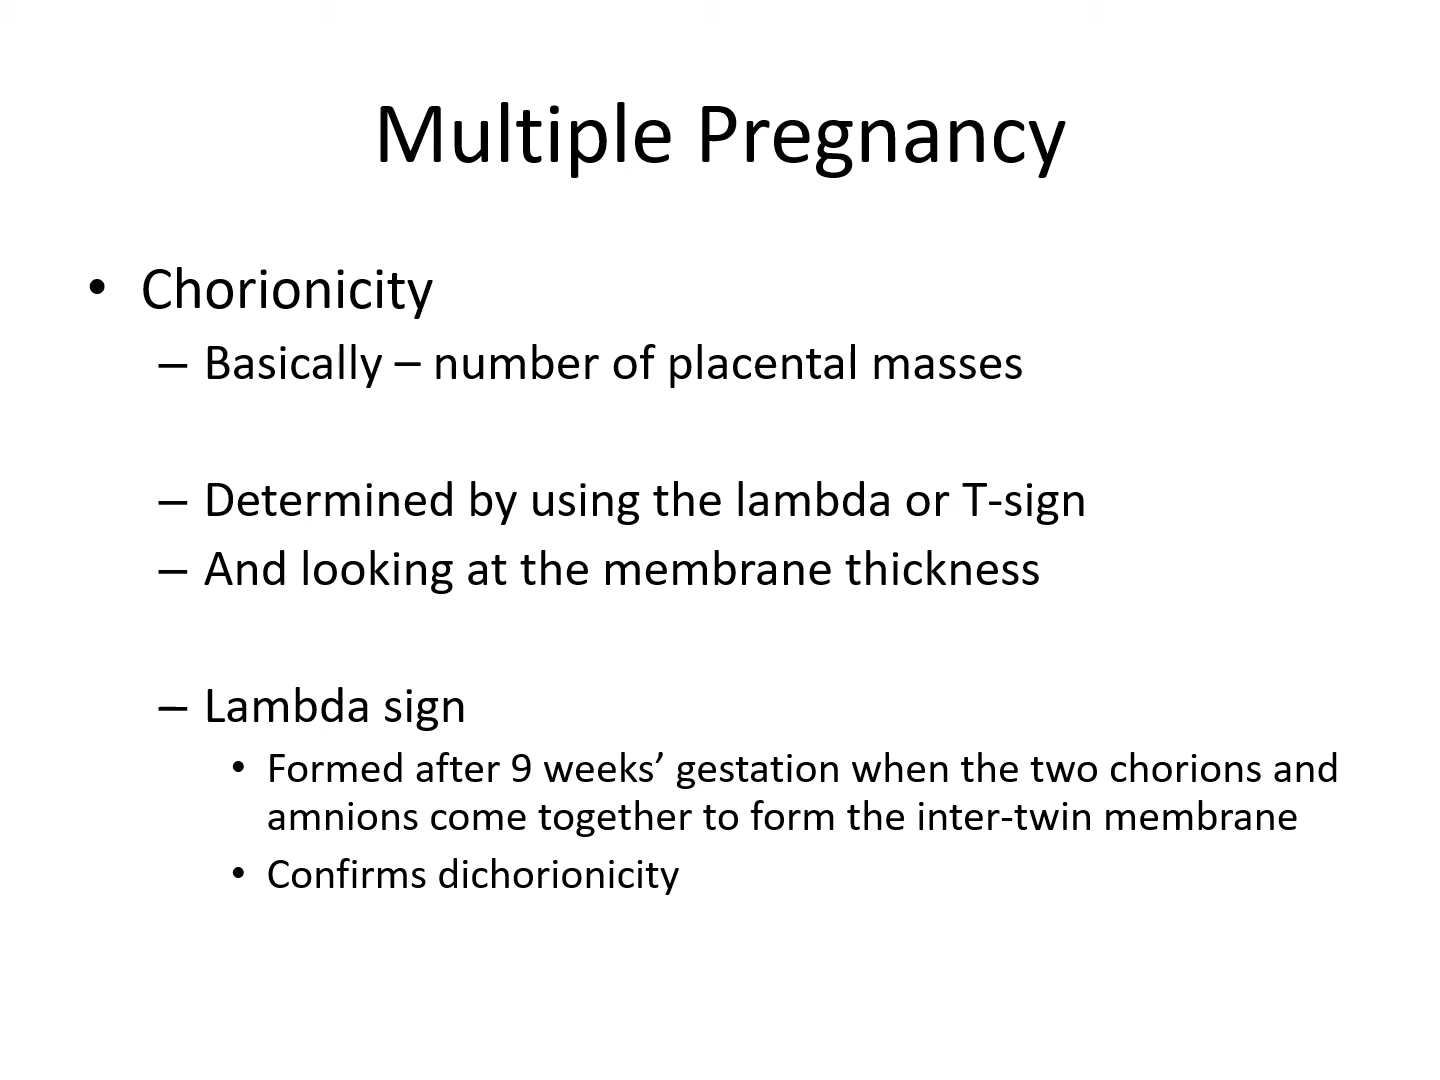 Multiple Pregnancy
• Chorionicity
– Basically – number of placental masses
– Determined by using the lambda or T-sign
– And looking at the membrane thickness
– Lambda sign
• Formed after 9 weeks’ gestation when the two chorions and
amnions come together to form the inter-twin membrane
• Confirms dichorionicity